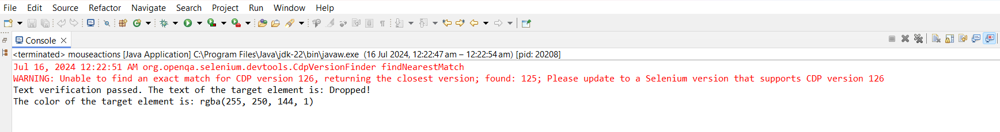 File Edit Source Refactor Navigate Search Project Run Window Help
Console
<terminated> mouseactions [Java Application] C:\Program Files\Java\jdk-22\bin\javaw.exe (16 Jul 2024, 12:22:47 am – 12:22:54 am) [pid: 20208]
Jul 16, 2024 12:22:51 AM org.openqa.selenium.devtools.CdpVersionFinder findNearestMatch
WARNING: Unable to find an exact match for CDP version 126, returning the closest version; found: 125; Please update to a Selenium version that supports CDP version 126
Text verification passed. The text of the target element is: Dropped!
The color of the target element is: rgba(255, 250, 144, 1)